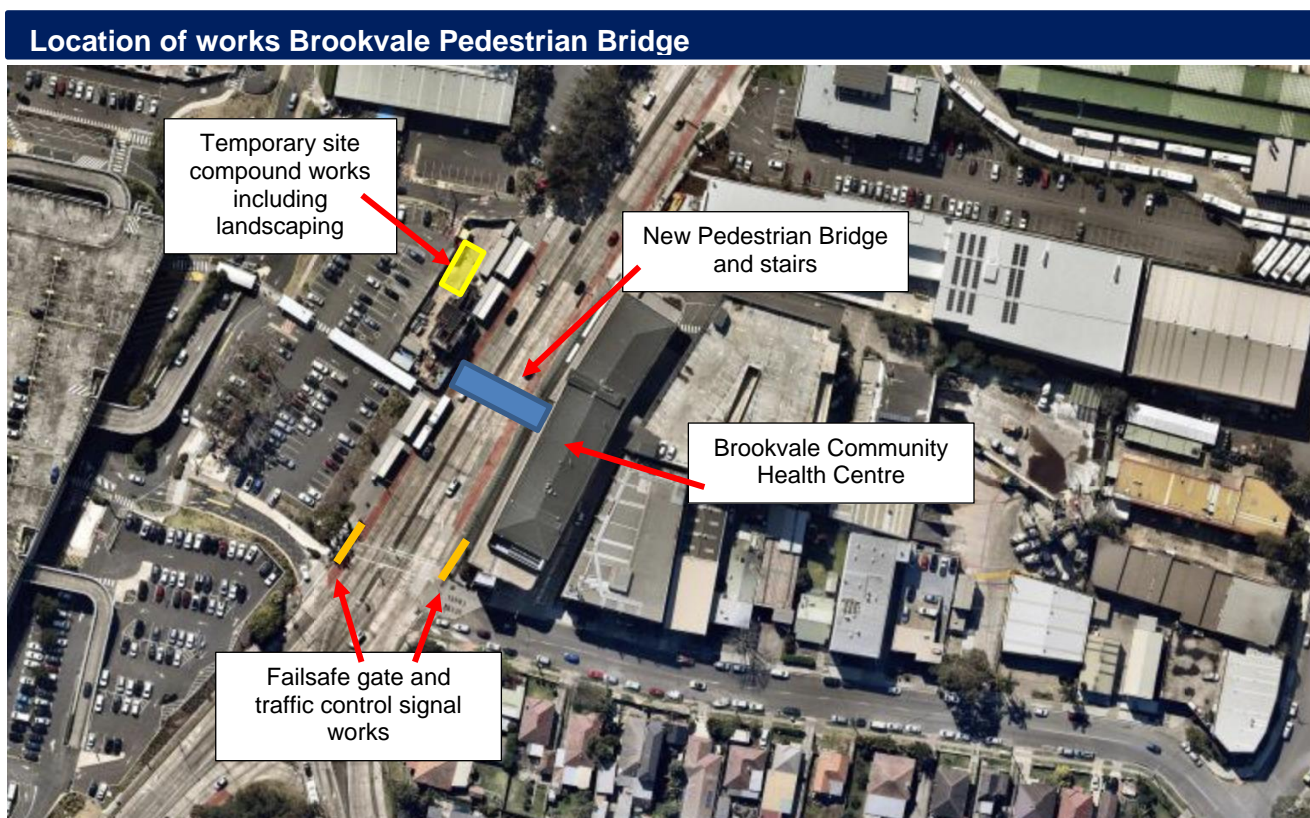 Location of works Brookvale Pedestrian Bridge
Temporary site
compound works
including
landscaping
New Pedestrian Bridge
and stairs
Brookvale Community
Health Centre
Failsafe gate and
traffic control signal
works